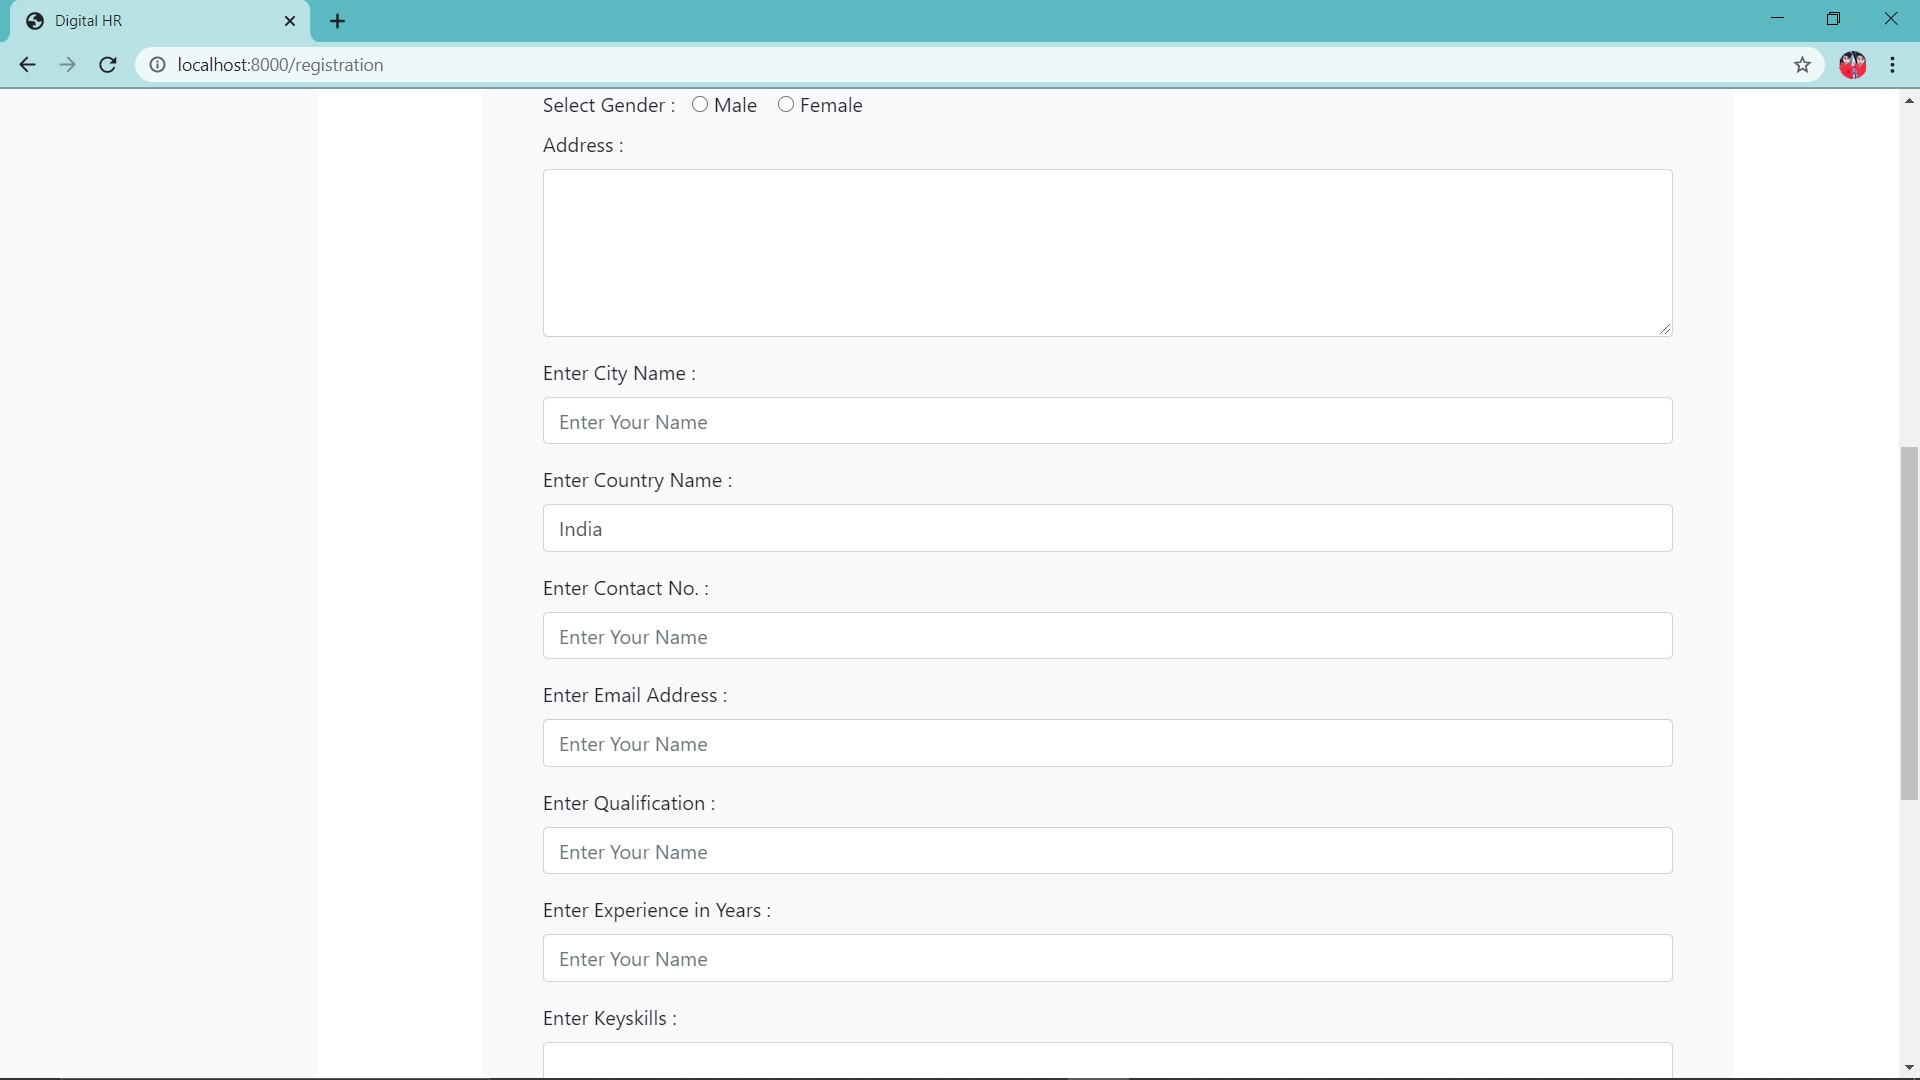 Digital HR
localhost:8000/registration
Select Gender : Male Female
Address :
Enter City Name :
Enter Your Name
Enter Country Name :
India
Enter Contact No. :
Enter Your Name
Enter Email Address :
Enter Your Name
Enter Qualification :
Enter Your Name
Enter Experience in Years :
Enter Your Name
Enter Keyskills :